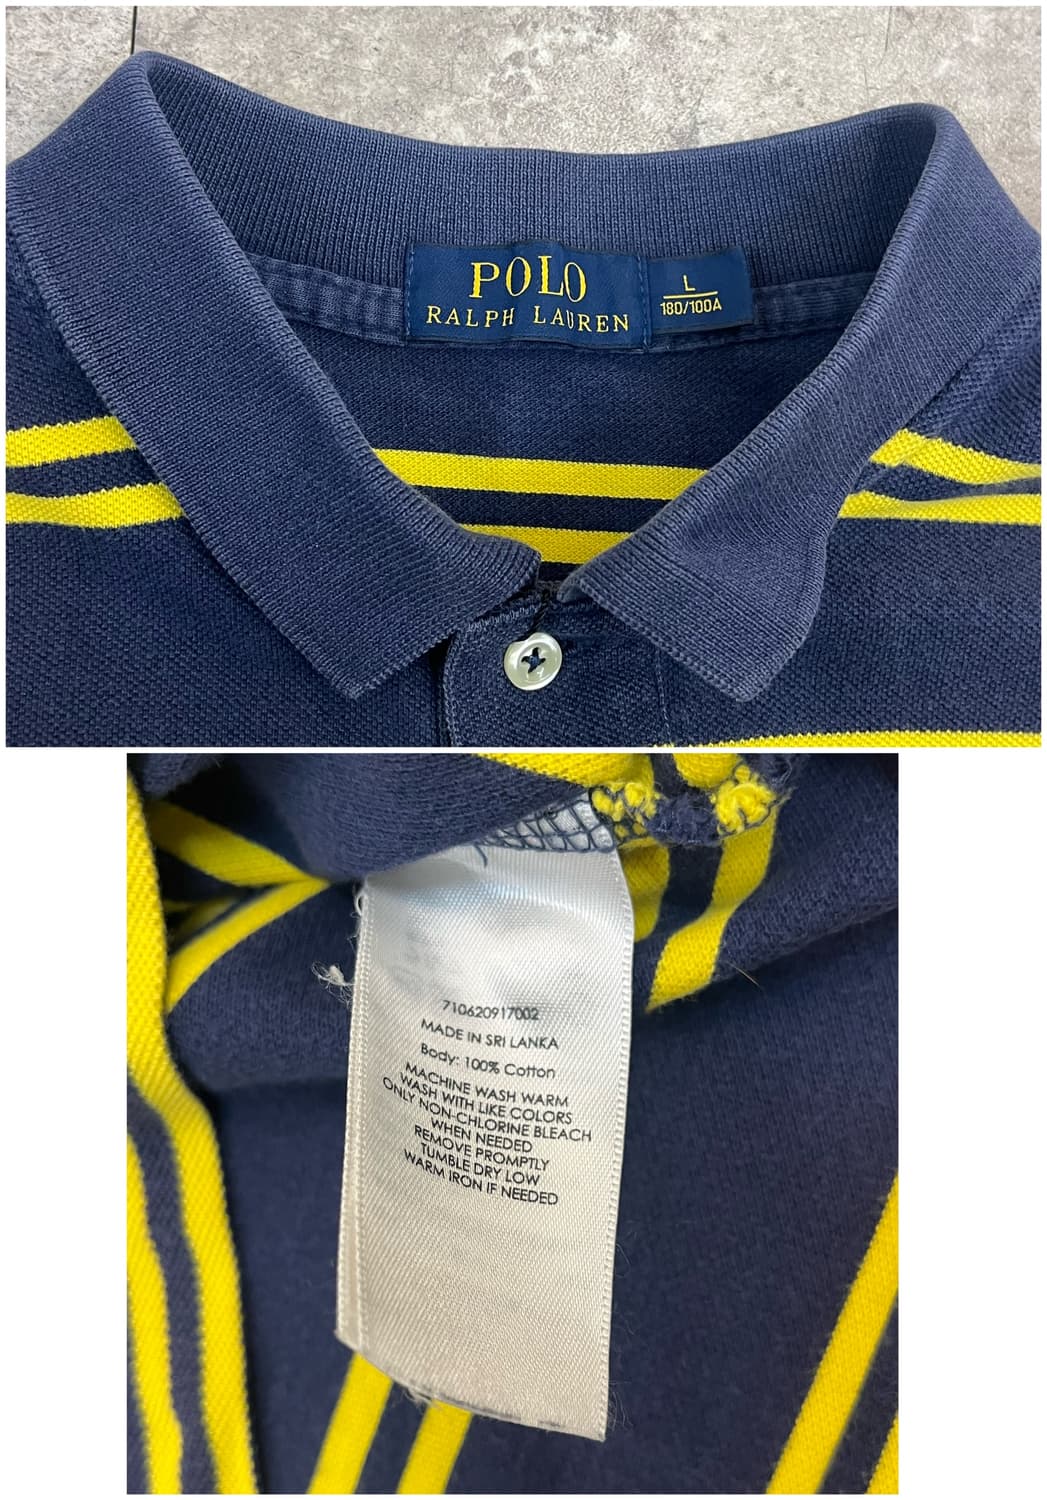 POLO
RALPH LAUREN
L
180/100A
710620917002
MADE IN SRI LANKA
Body: 100% Cotton
MACHINE WASH WARM
WASH WITH LIKE COLORS
ONLY NON-CHLORINE BLEACH
WHEN NEEDED
REMOVE PROMPTLY
TUMBLE DRY LOW
WARM IRON IF NEEDED